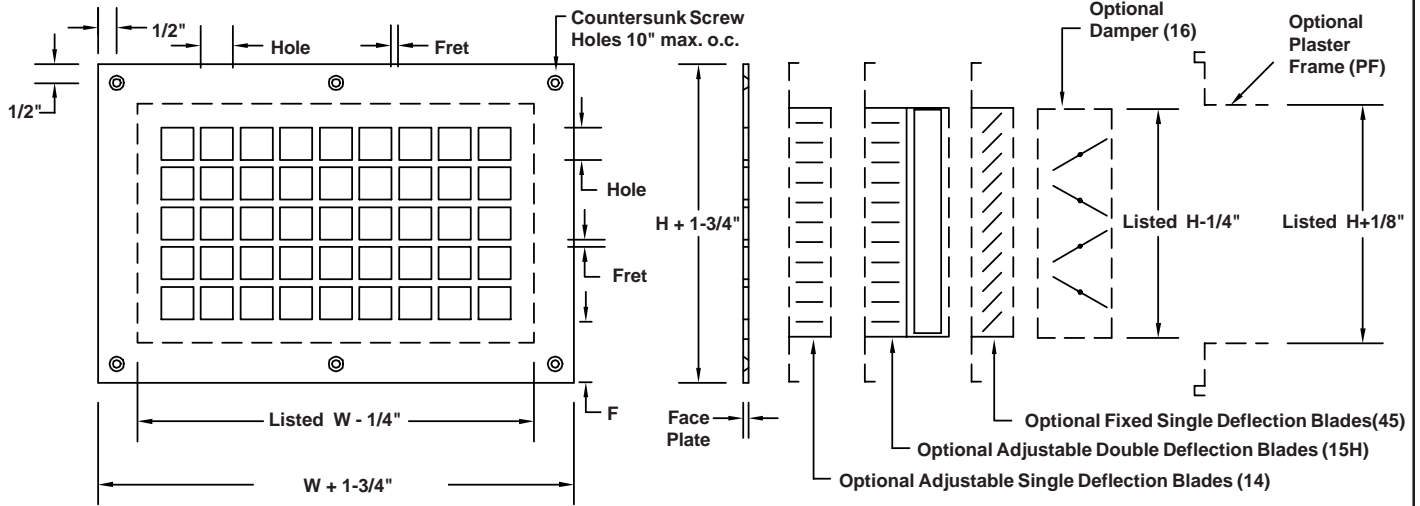 1/2"
Hole
Fret
Countersunk Screw
Holes 10" max. o.c.
1/2"
Hole
Fret
F
Listed W - 1/4"
W + 1-3/4"
H + 1-3/4"
Face
Plate
Optional
Damper (16)
Optional
Plaster
Frame (PF)
Listed H-1/4"
Listed H+1/8"
Optional Fixed Single Deflection Blades(45)
Optional Adjustable Double Deflection Blades (15H)
Optional Adjustable Single Deflection Blades (14)